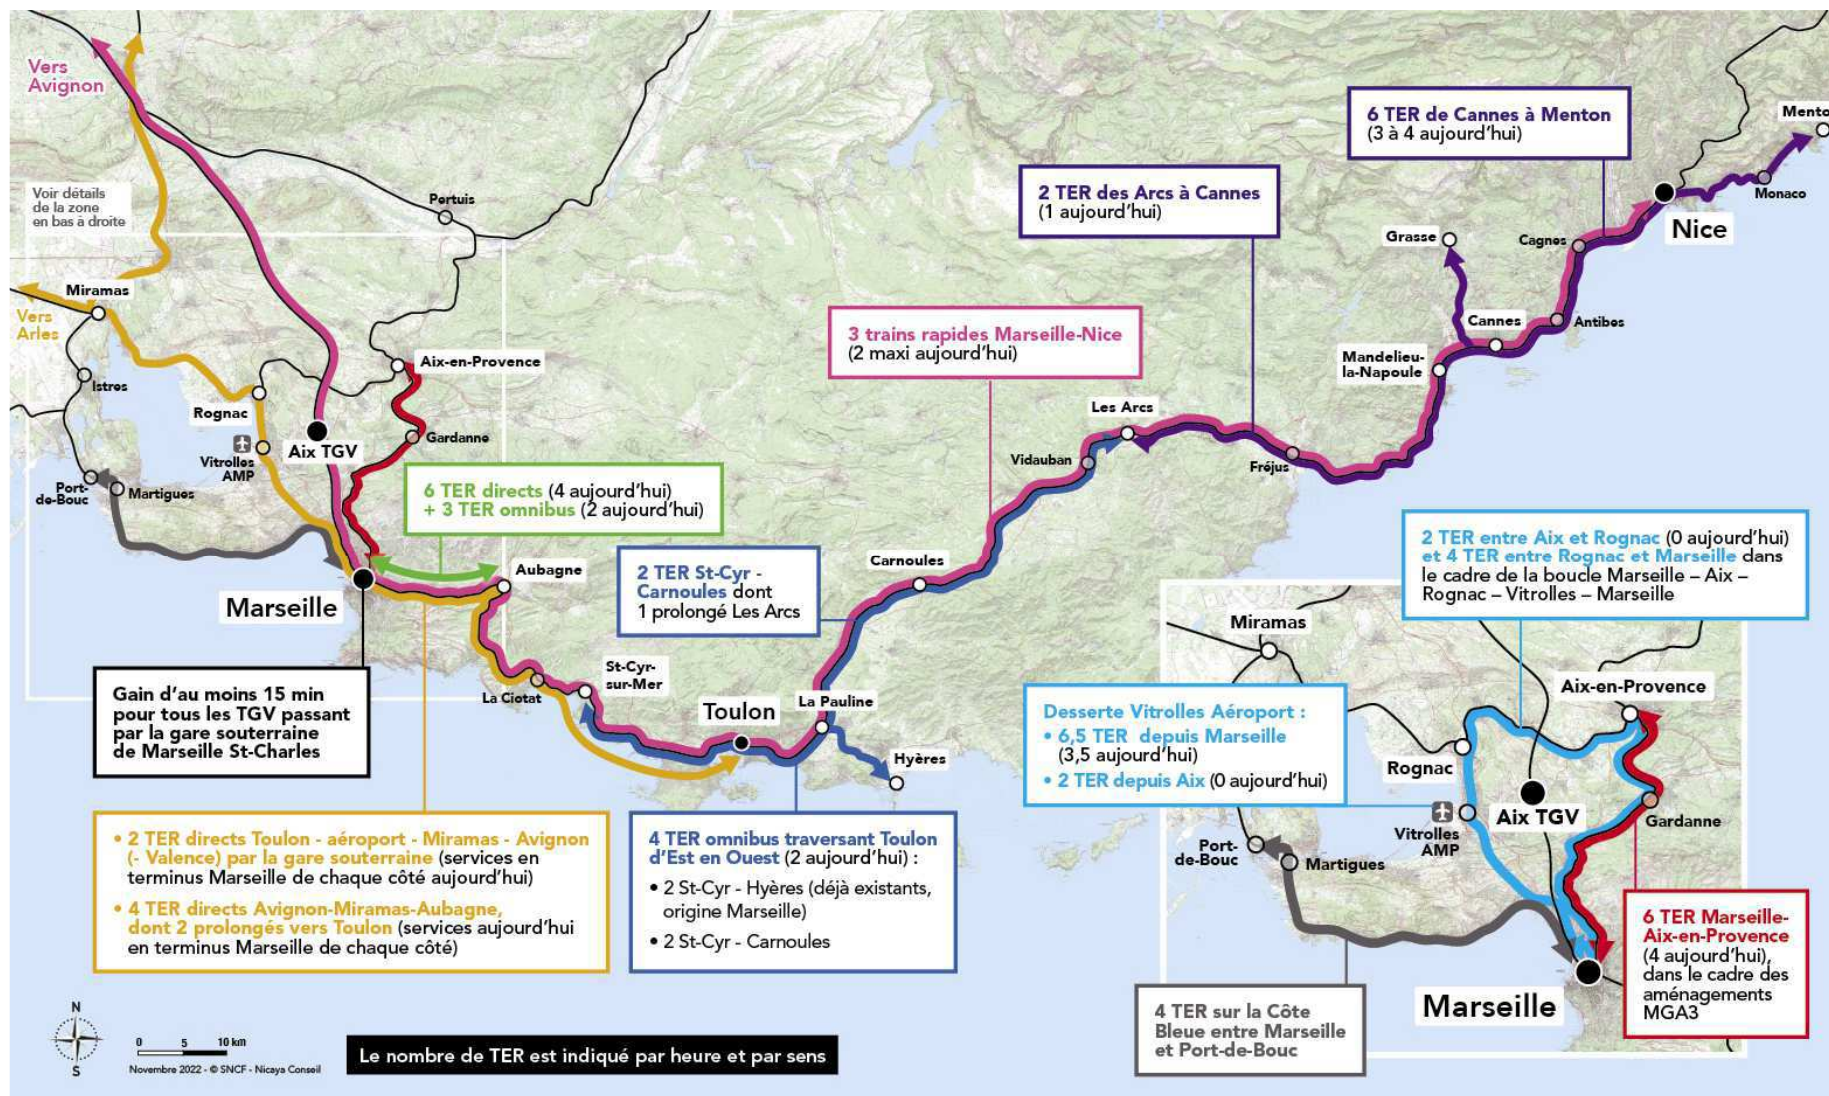 Vers
Avignon
Voir détails
de la zone
en bas à droite
Pertuis
Miramas
Vers
Arles
Istres
Aix-en-Provence
Rognac
Aix TGV
Gardanne
Vitrolles
AMP
Port-
de-Bouc
Martigues
6 TER directs (4 aujourd'hui)
+ 3 TER omnibus (2 aujourd'hui)
Aubagne
Marseille
Gain d'au moins 15 min
pour tous les TGV passant
par la gare souterraine
de Marseille St-Charles
La Ciotat
St-Cyr-
sur-Mer
Toulon
La Pauline
Hyères
Carnoules
2 TER St-Cyr -
Carnoules dont
1 prolongé Les Arcs
3 trains rapides Marseille-Nice
(2 maxi aujourd'hui)
Les Arcs
Vidauban
Fréjus
2 TER des Arcs à Cannes
(1 aujourd'hui)
6 TER de Cannes à Menton
(3 à 4 aujourd'hui)
Grasse
Cagnes
Cannes
Antibes
Mandelieu-
la-Napoule
Nice
Monaco
Mento
• 2 TER directs Toulon - aéroport - Miramas - Avignon
(- Valence) par la gare souterraine (services en
terminus Marseille de chaque côté aujourd'hui)
• 4 TER directs Avignon-Miramas-Aubagne,
dont 2 prolongés vers Toulon (services aujourd'hui
en terminus Marseille de chaque côté)
4 TER omnibus traversant Toulon
d'Est en Ouest (2 aujourd'hui) :
• 2 St-Cyr - Hyères (déjà existants,
origine Marseille)
• 2 St-Cyr - Carnoules
2 TER entre Aix et Rognac (0 aujourd'hui)
et 4 TER entre Rognac et Marseille dans
le cadre de la boucle Marseille – Aix –
Rognac – Vitrolles – Marseille
Miramas
Aix-en-Provence
Desserte Vitrolles Aéroport :
• 6,5 TER depuis Marseille
(3,5 aujourd'hui)
• 2 TER depuis Aix (0 aujourd'hui)
Rognac
Aix TGV
Gardanne
Vitrolles
AMP
Port-
de-Bouc
Martigues
Marseille
6 TER Marseille-
Aix-en-Provence
(4 aujourd'hui),
dans le cadre des
aménagements
MGA3
4 TER sur la Côte
Bleue entre Marseille
et Port-de-Bouc
N
S
0 5 10 km
Novembre 2022 - © SNCF - Nicaya Conseil
Le nombre de TER est indiqué par heure et par sens